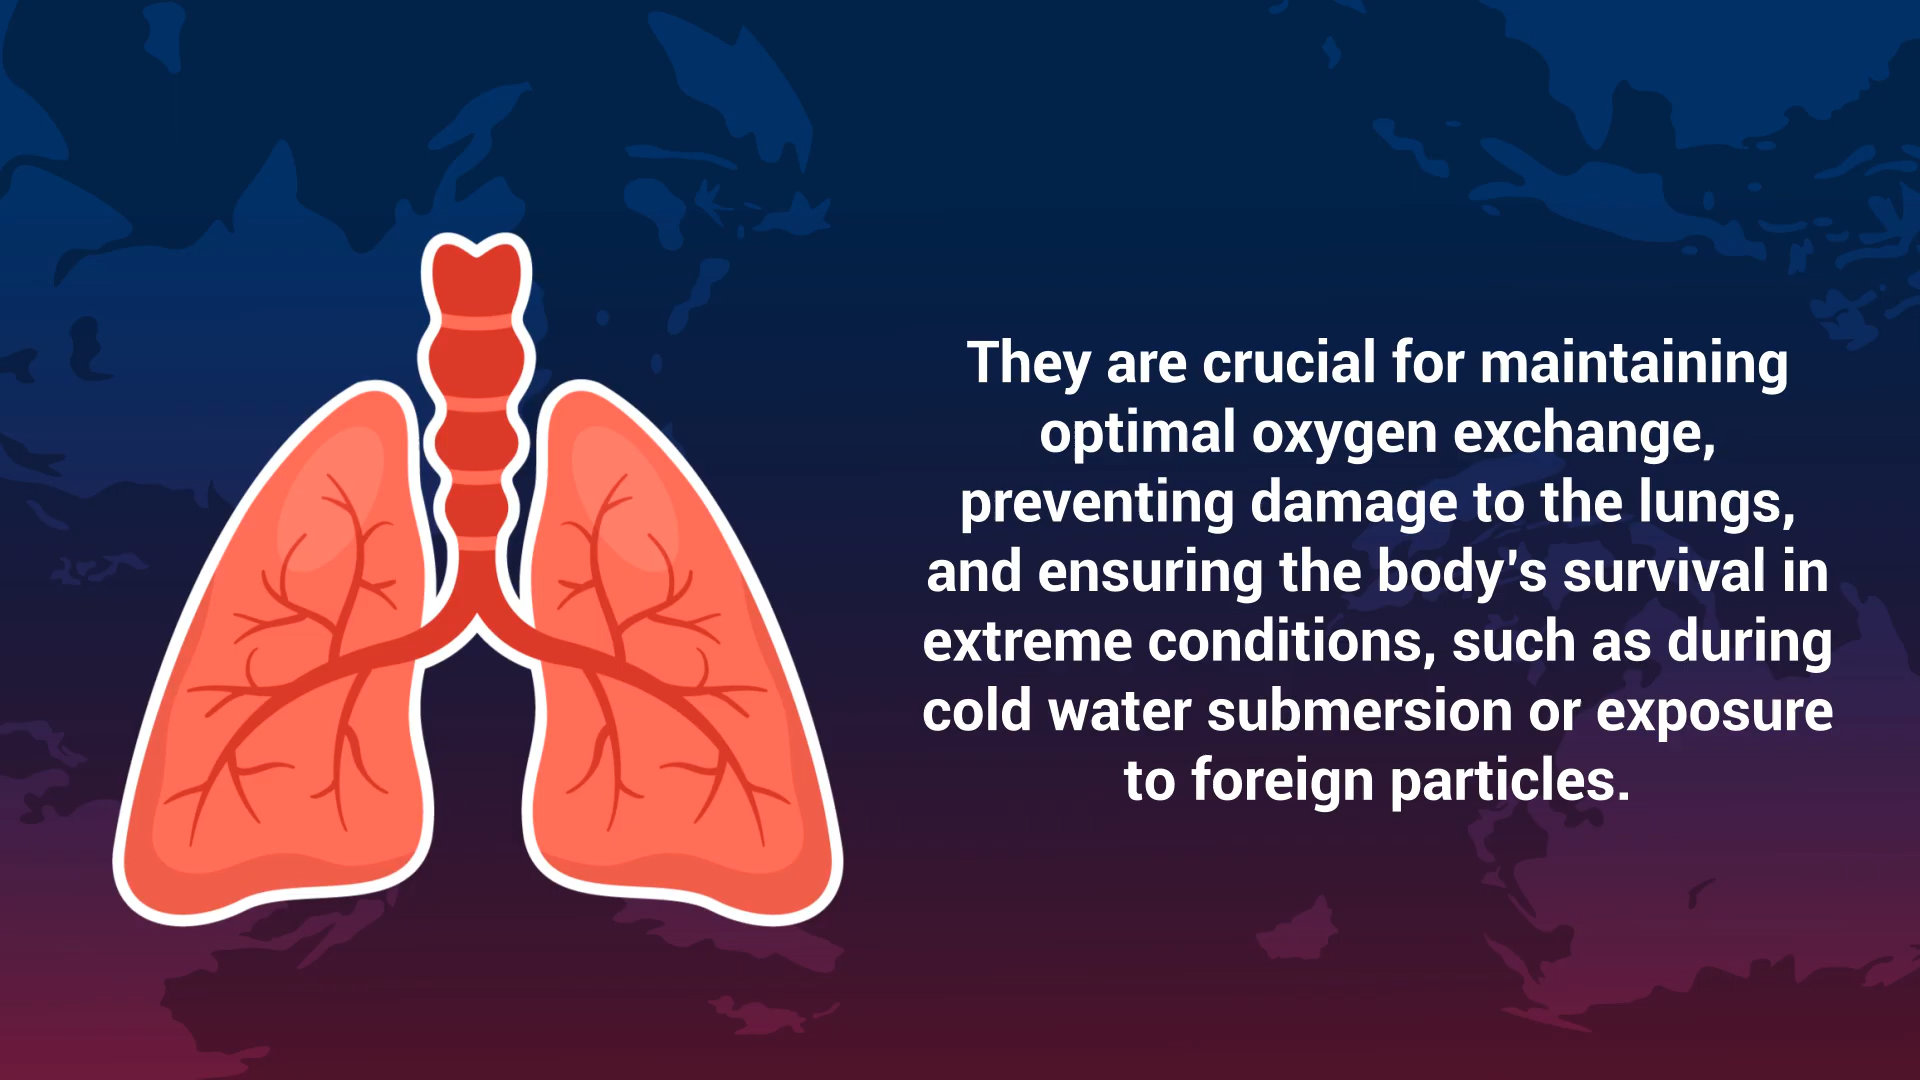 They are crucial for maintaining
optimal oxygen exchange,
preventing damage to the lungs,
and ensuring the body's survival in
extreme conditions, such as during
cold water submersion or exposure
to foreign particles.